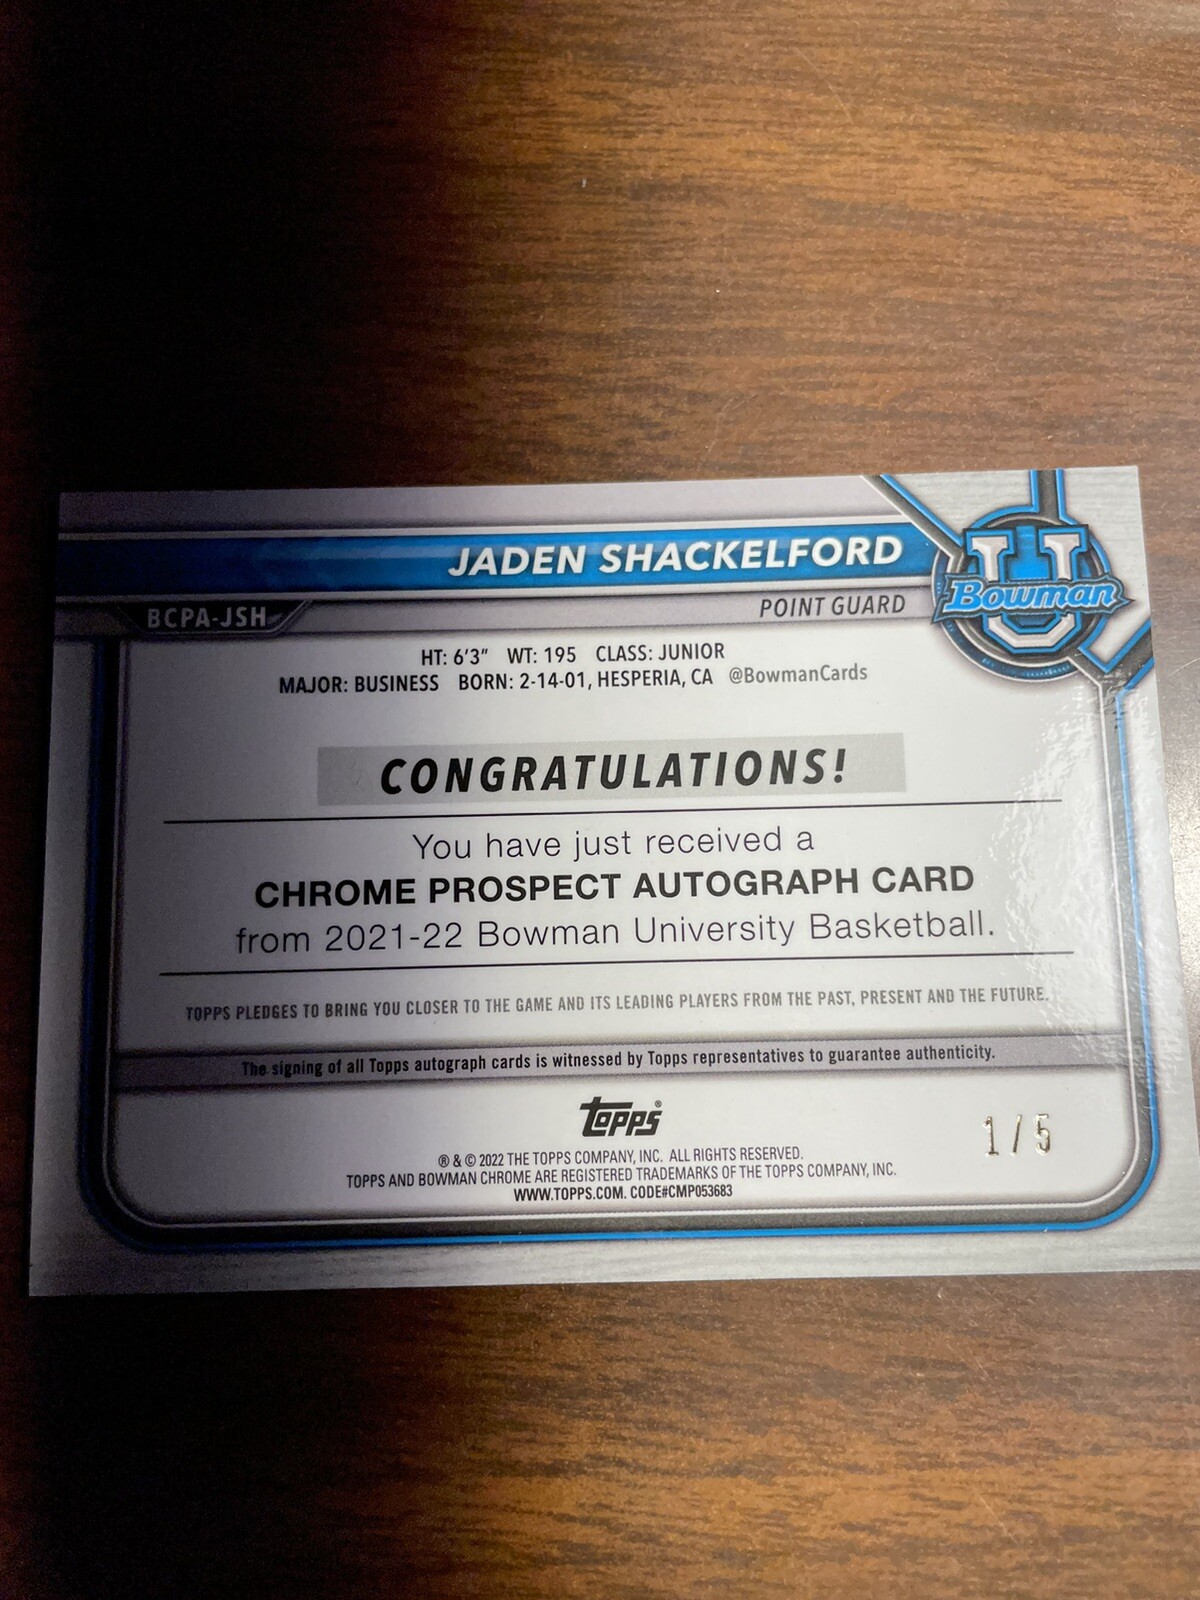 JADEN SHACKELFORD
U
Bowman
BCPA-JSH
POINT GUARD
HT: 6'3" WT: 195 CLASS: JUNIOR
MAJOR: BUSINESS BORN: 2-14-01, HESPERIA, CA @BowmanCards
CONGRATULATIONS!
You have just received a
CHROME PROSPECT AUTOGRAPH CARD
from 2021-22 Bowman University Basketball.
TOPPS PLEDGES TO BRING YOU CLOSER TO THE GAME AND ITS LEADING PLAYERS FROM THE PAST, PRESENT AND THE FUTURE.
The signing of all Topps autograph cards is witnessed by Topps representatives to guarantee authenticity.
Topps®
1/5
® & © 2022 THE TOPPS COMPANY, INC. ALL RIGHTS RESERVED.
TOPPS AND BOWMAN CHROME ARE REGISTERED TRADEMARKS OF THE TOPPS COMPANY, INC.
WWW.TOPPS.COM. CODE#CMP053683